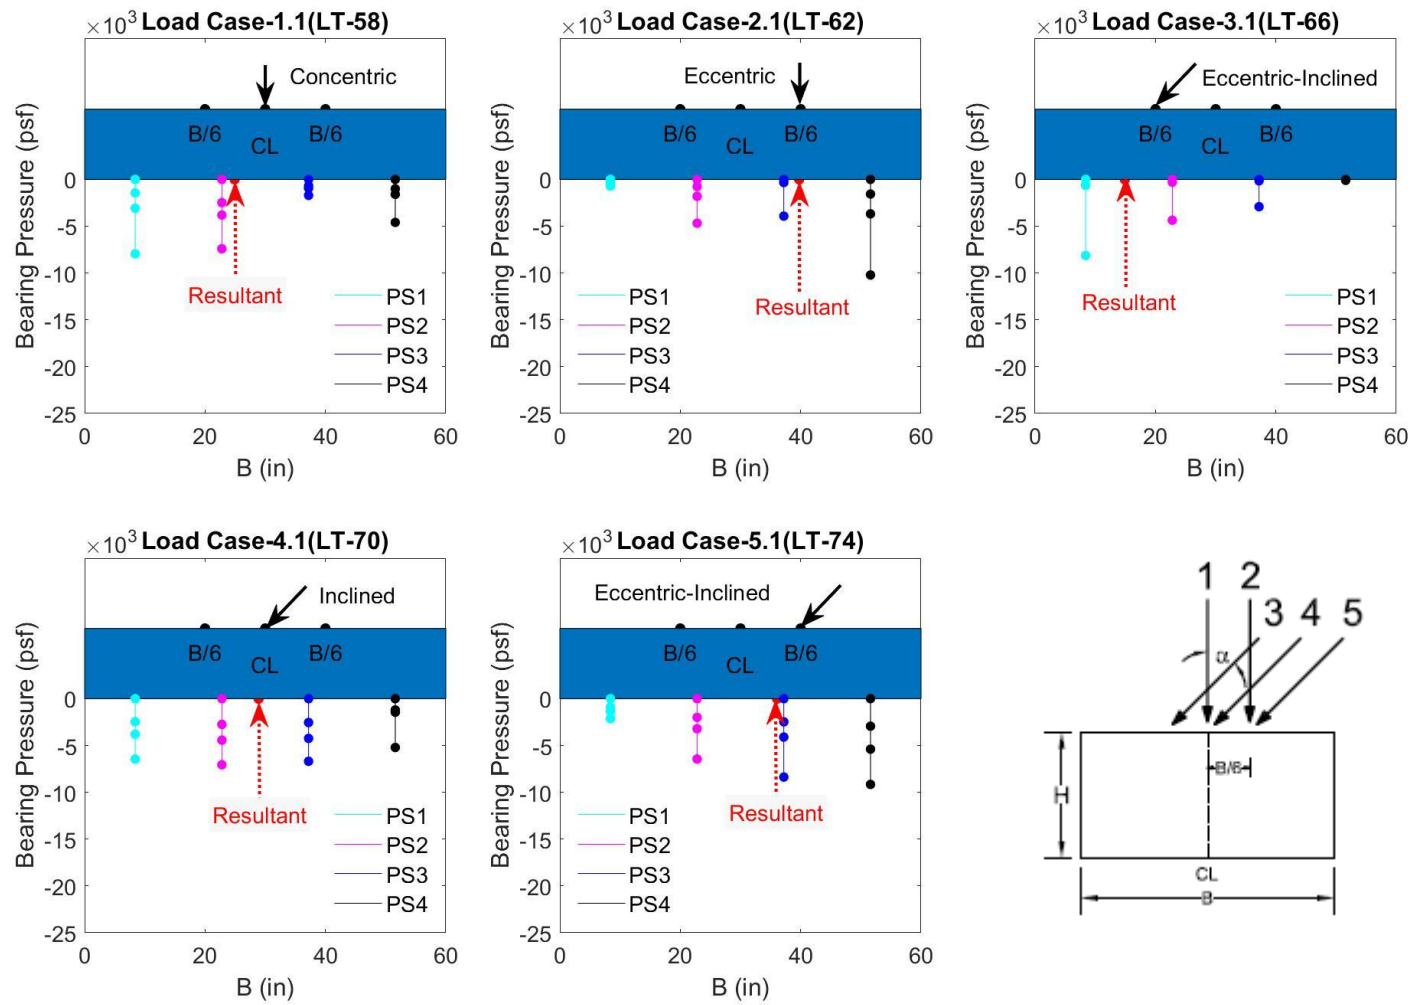 ×10³ Load Case-1.1(LT-58)
Concentric
B/6
CL
B/6
Bearing Pressure (psf)
0
-5
-10
-15
-20
-25
Resultant
PS1
PS2
PS3
PS4
0 20 40 60
B (in)
×10³ Load Case-2.1(LT-62)
Eccentric
B/6
CL
B/6
Bearing Pressure (psf)
0
-5
-10
-15
-20
-25
Resultant
PS1
PS2
PS3
PS4
0 20 40 60
B (in)
×10³ Load Case-3.1(LT-66)
Eccentric-Inclined
B/6
CL
B/6
Bearing Pressure (psf)
0
-5
-10
-15
-20
-25
Resultant
PS1
PS2
PS3
PS4
0 20 40 60
B (in)
×10³ Load Case-4.1(LT-70)
Inclined
B/6
CL
B/6
Bearing Pressure (psf)
0
-5
-10
-15
-20
-25
Resultant
PS1
PS2
PS3
PS4
0 20 40 60
B (in)
×10³ Load Case-5.1(LT-74)
Eccentric-Inclined
B/6
CL
B/6
Bearing Pressure (psf)
0
-5
-10
-15
-20
-25
Resultant
PS1
PS2
PS3
PS4
0 20 40 60
B (in)
1 2
3 4 5
α
B/6
H
CL
B